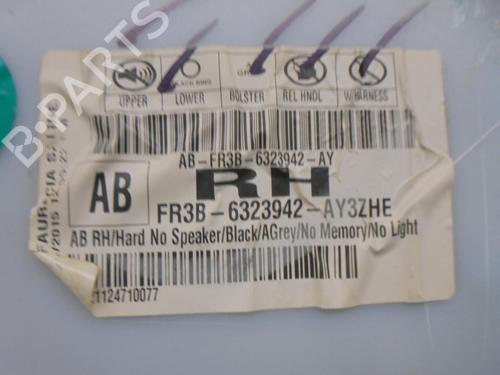 B-PARTS
UPPER LOWER BOLSTER REL HNDL W/HARNESS
AB-FR3B-6323942-AY
RH
AB
FR3B-6323942-AY3ZHE
AB RH/Hard No Speaker/Black/AGrey/No Memory/No Light
1124710077
FAURECIA
/2015